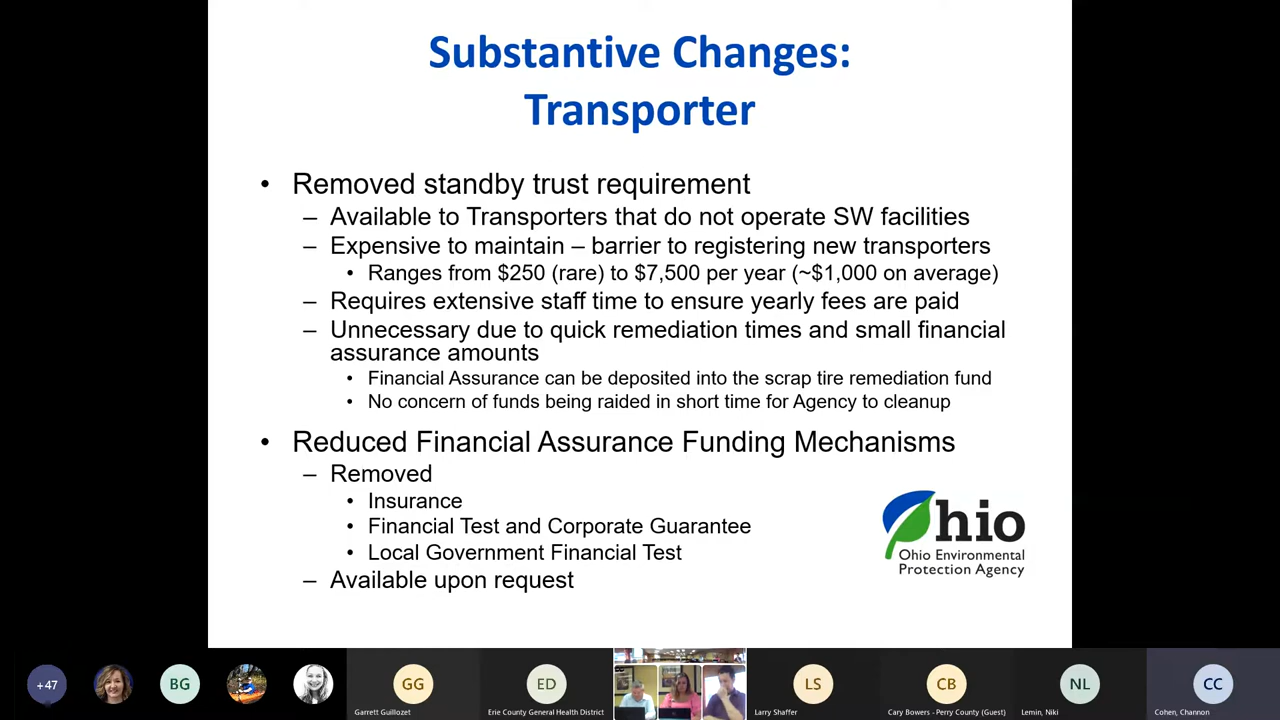 Substantive Changes:
Transporter
• Removed standby trust requirement
– Available to Transporters that do not operate SW facilities
– Expensive to maintain – barrier to registering new transporters
• Ranges from $250 (rare) to $7,500 per year (~$1,000 on average)
– Requires extensive staff time to ensure yearly fees are paid
– Unnecessary due to quick remediation times and small financial
assurance amounts
• Financial Assurance can be deposited into the scrap tire remediation fund
• No concern of funds being raided in short time for Agency to cleanup
• Reduced Financial Assurance Funding Mechanisms
– Removed
• Insurance
• Financial Test and Corporate Guarantee
• Local Government Financial Test
– Available upon request
Ohio
Ohio Environmental
Protection Agency
+47
BG
GG
Garrett Guillozet
ED
Erie County General Health District
LS
Larry Shaffer
CB
Cary Bowers - Perry County (Guest)
NL
Lemin, Niki
CC
Cohen, Channon